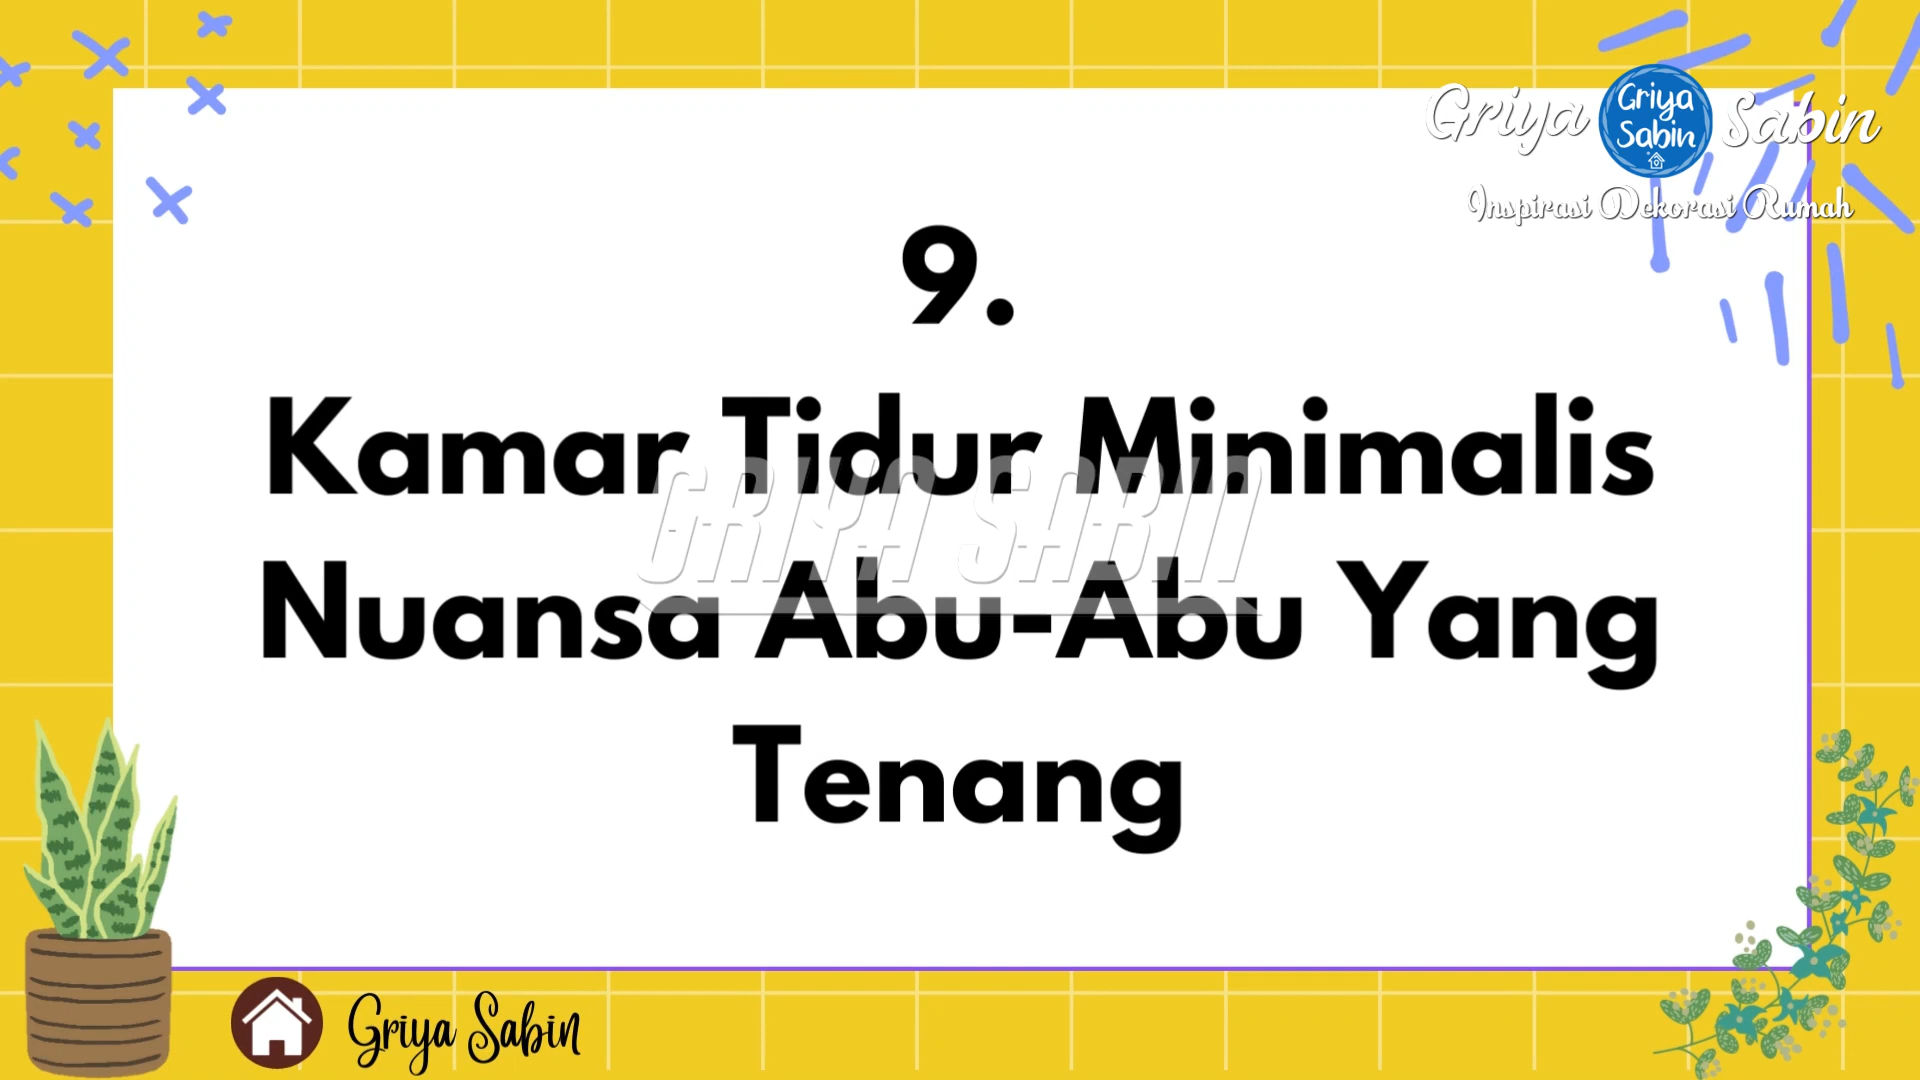 Griya Sabin
Griya
Sabin
Inspirasi Dekorasi Rumah
9.
Kamar Tidur Minimalis
GRIYA SABIN
Nuansa Abu-Abu Yang
Tenang
Griya Sabin